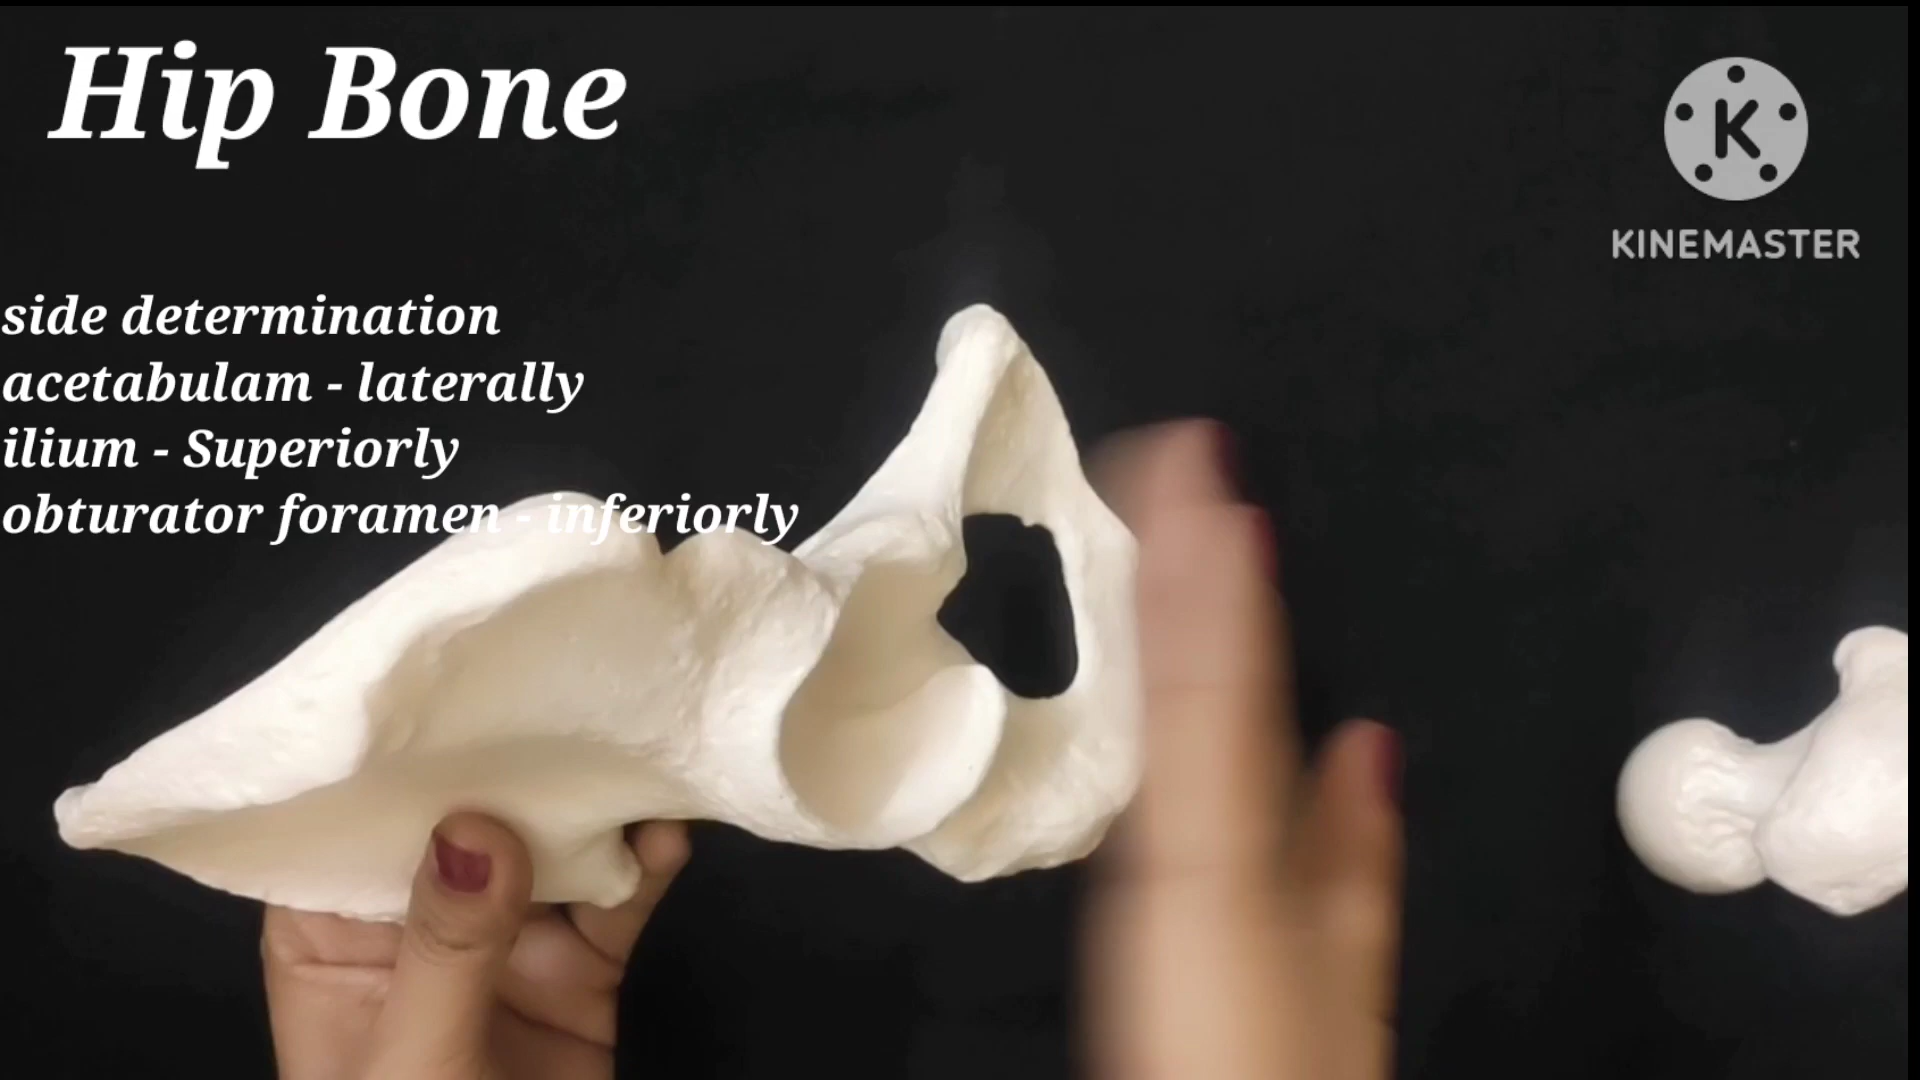 Hip Bone
K
KINEMASTER
side determination
acetabulam - laterally
ilium - Superiorly
obturator foramen - inferiorly